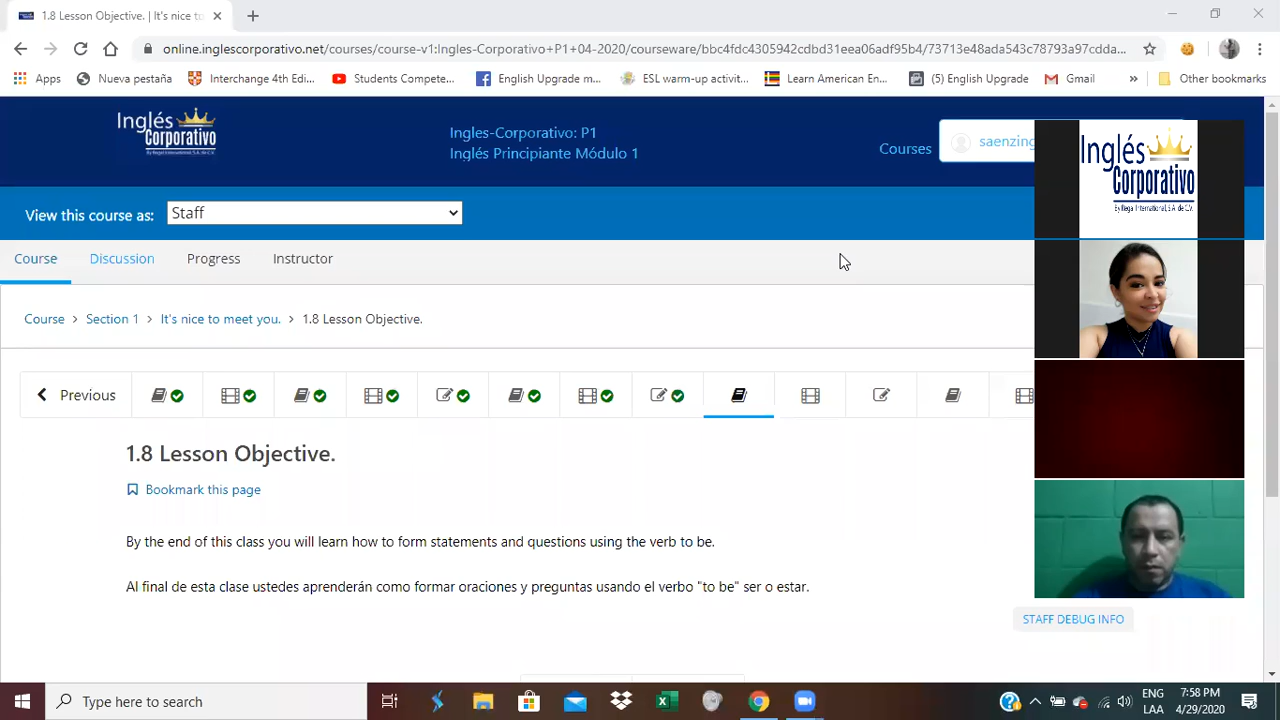 1.8 Lesson Objective. | It's nice to
online.inglescorporativo.net/courses/course-v1:Ingles-Corporativo+P1+04-2020/courseware/bbc4fdc4305942cdbd31eea06adf95b4/73713e48ada543c78793a97cdda...
Apps Nueva pestaña Interchange 4th Edi... Students Compete... English Upgrade m... ESL warm-up activit... Learn American En... (5) English Upgrade Gmail » Other bookmarks
Inglés Corporativo
Ingles-Corporativo: P1
Inglés Principiante Módulo 1
Courses saenzing
Inglés
Corporativo
By Regal International, S.A. de C.V.
View this course as: Staff
Course Discussion Progress Instructor
Course > Section 1 > It's nice to meet you. > 1.8 Lesson Objective.
Previous
1.8 Lesson Objective.
Bookmark this page
By the end of this class you will learn how to form statements and questions using the verb to be.
Al final de esta clase ustedes aprenderán como formar oraciones y preguntas usando el verbo "to be" ser o estar.
STAFF DEBUG INFO
Type here to search
ENG 7:58 PM
LAA 4/29/2020